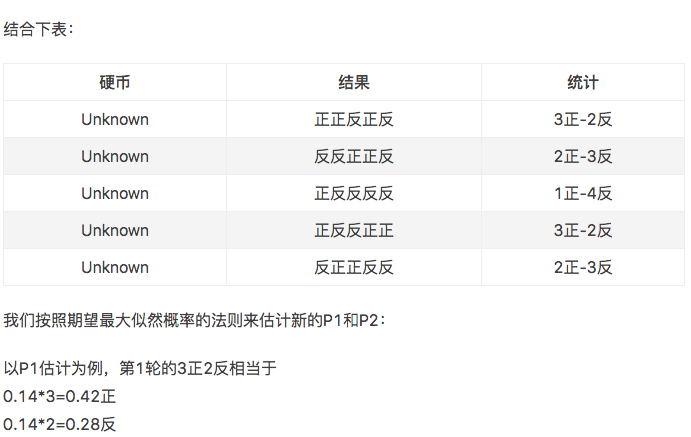 结合下表：
硬币 结果 统计
Unknown 正正反正反 3正-2反
Unknown 反反正正反 2正-3反
Unknown 正反反反反 1正-4反
Unknown 正反反正正 3正-2反
Unknown 反正正反反 2正-3反
我们按照期望最大似然概率的法则来估计新的P1和P2：
以P1估计为例，第1轮的3正2反相当于
0.14*3=0.42正
0.14*2=0.28反